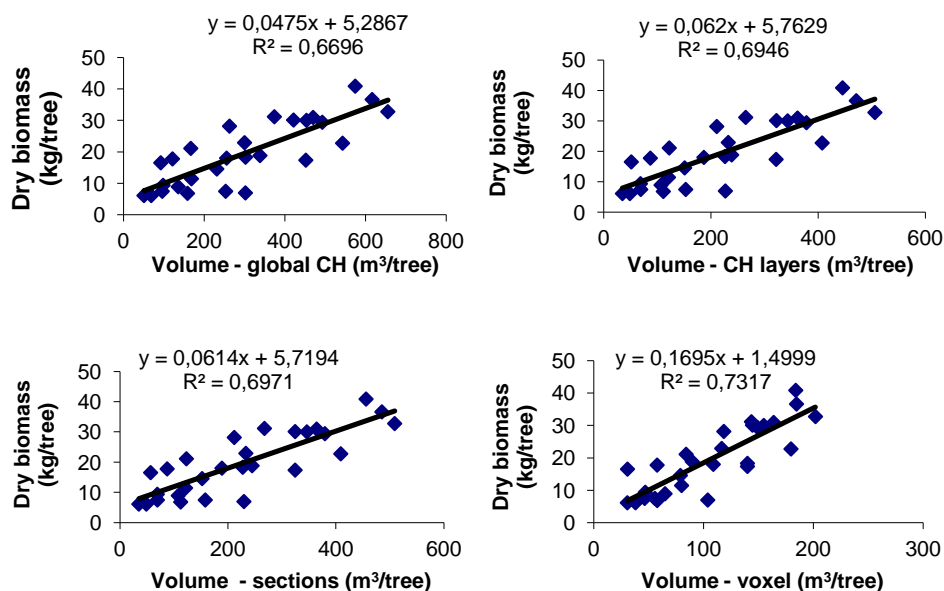 y = 0,0475x + 5,2867
R² = 0,6696
Dry biomass
(kg/tree)
50
40
30
20
10
0
0 200 400 600 800
Volume - global CH (m³/tree)
y = 0,062x + 5,7629
R² = 0,6946
Dry biomass
(kg/tree)
50
40
30
20
10
0
0 200 400 600
Volume - CH layers (m³/tree)
y = 0,0614x + 5,7194
R² = 0,6971
Dry biomass
(kg/tree)
50
40
30
20
10
0
0 200 400 600
Volume - sections (m³/tree)
y = 0,1695x + 1,4999
R² = 0,7317
Dry biomass
(kg/tree)
50
40
30
20
10
0
0 100 200 300
Volume - voxel (m³/tree)